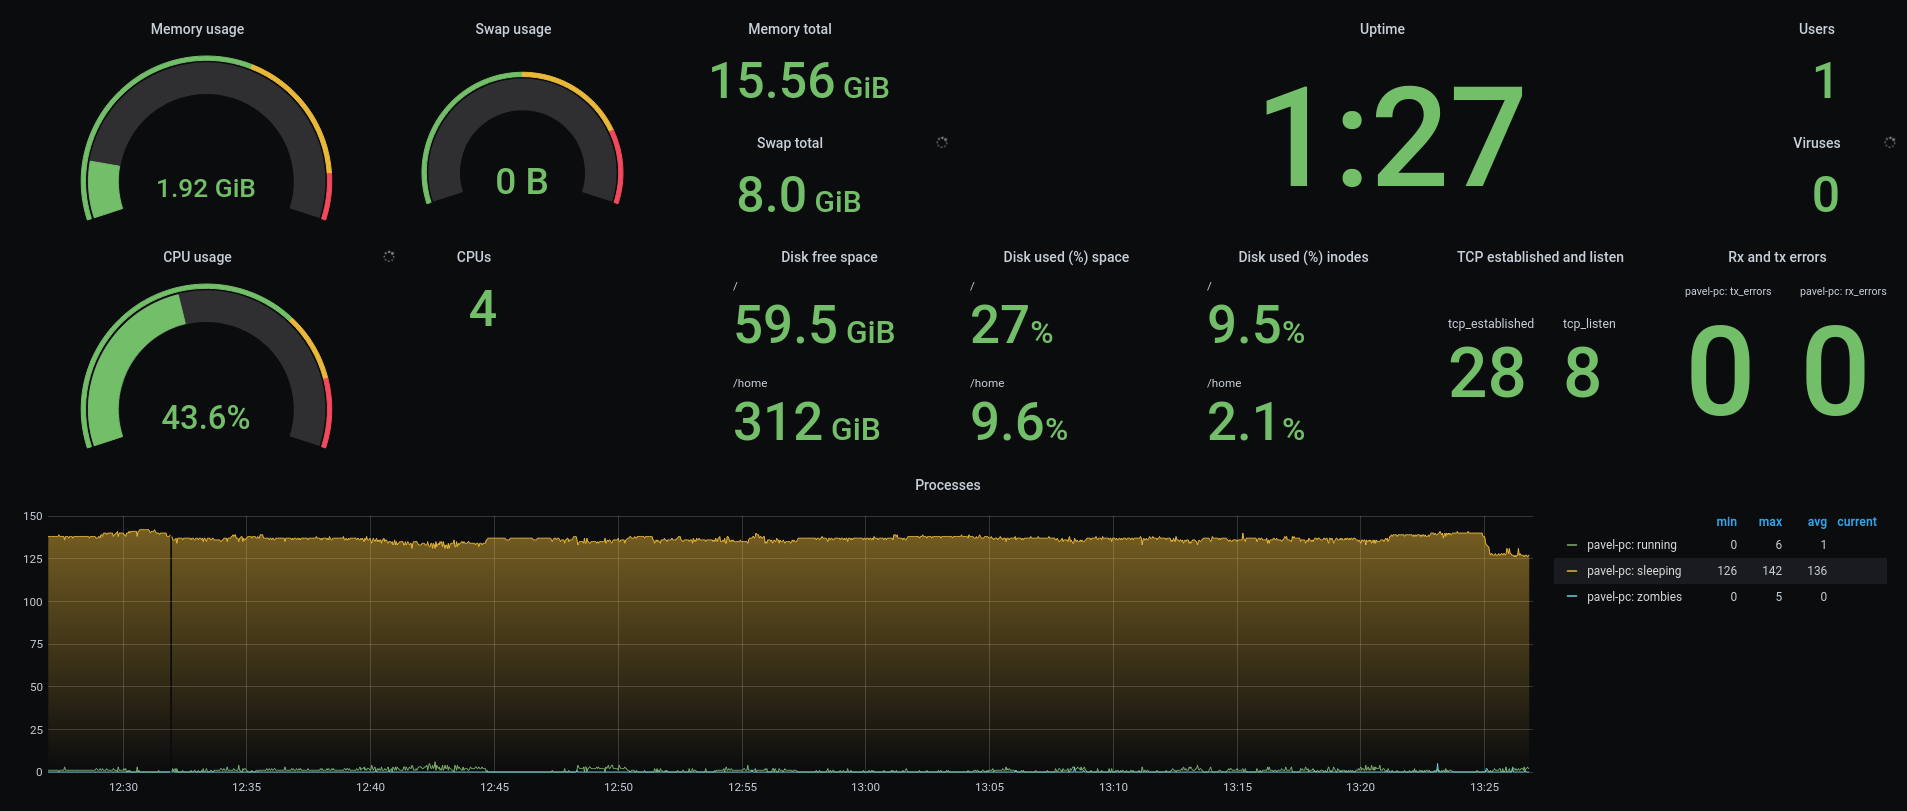 Memory usage
Swap usage
Memory total
Uptime
Users
1.92 GiB
0 B
15.56 GiB
1:27
1
Swap total
8.0 GiB
Viruses
0
CPU usage
CPUs
Disk free space
Disk used (%) space
Disk used (%) inodes
TCP established and listen
Rx and tx errors
43.6%
4
/
59.5 GiB
/home
312 GiB
/
27%
/home
9.6%
/
9.5%
/home
2.1%
tcp_established
28
tcp_listen
8
pavel-pc: tx_errors
0
pavel-pc: rx_errors
0
Processes
150
125
100
75
50
25
0
12:30 12:35 12:40 12:45 12:50 12:55 13:00 13:05 13:10 13:15 13:20 13:25
min max avg current
pavel-pc: running 0 6 1
pavel-pc: sleeping 126 142 136
pavel-pc: zombies 0 5 0